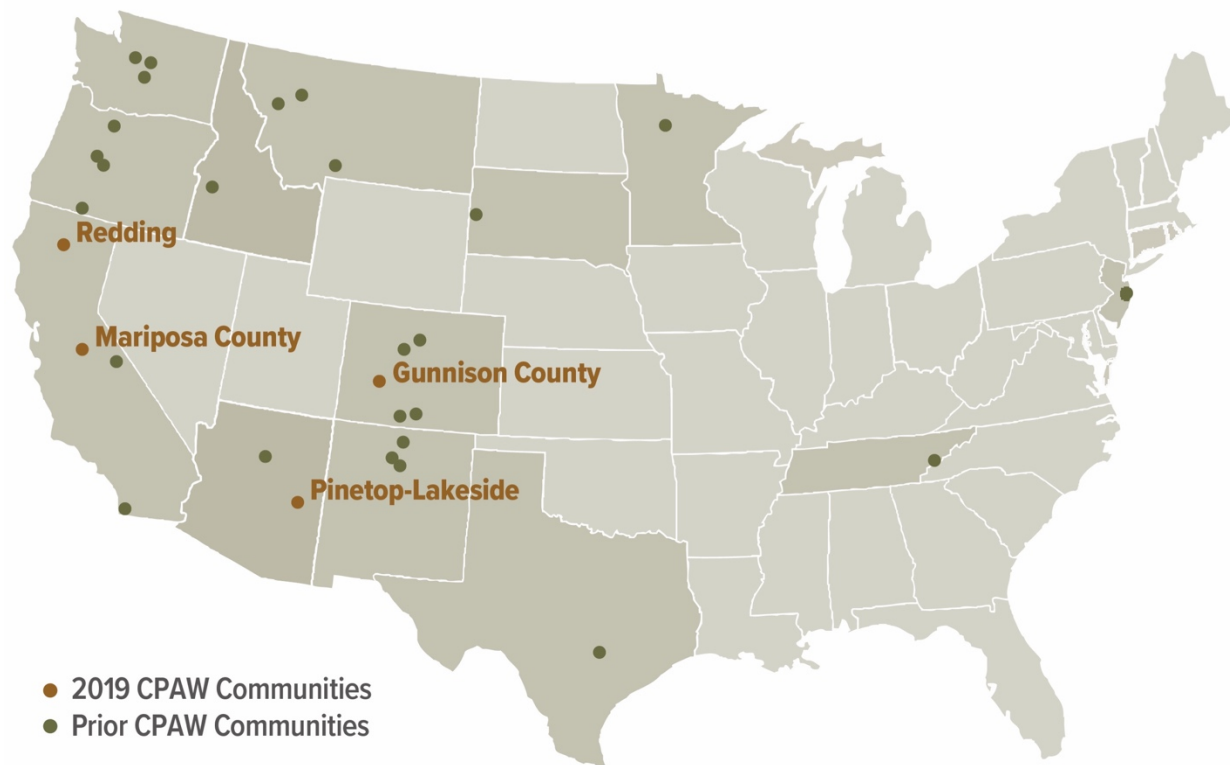 Redding
Mariposa County
Gunnison County
Pinetop-Lakeside
2019 CPAW Communities
Prior CPAW Communities